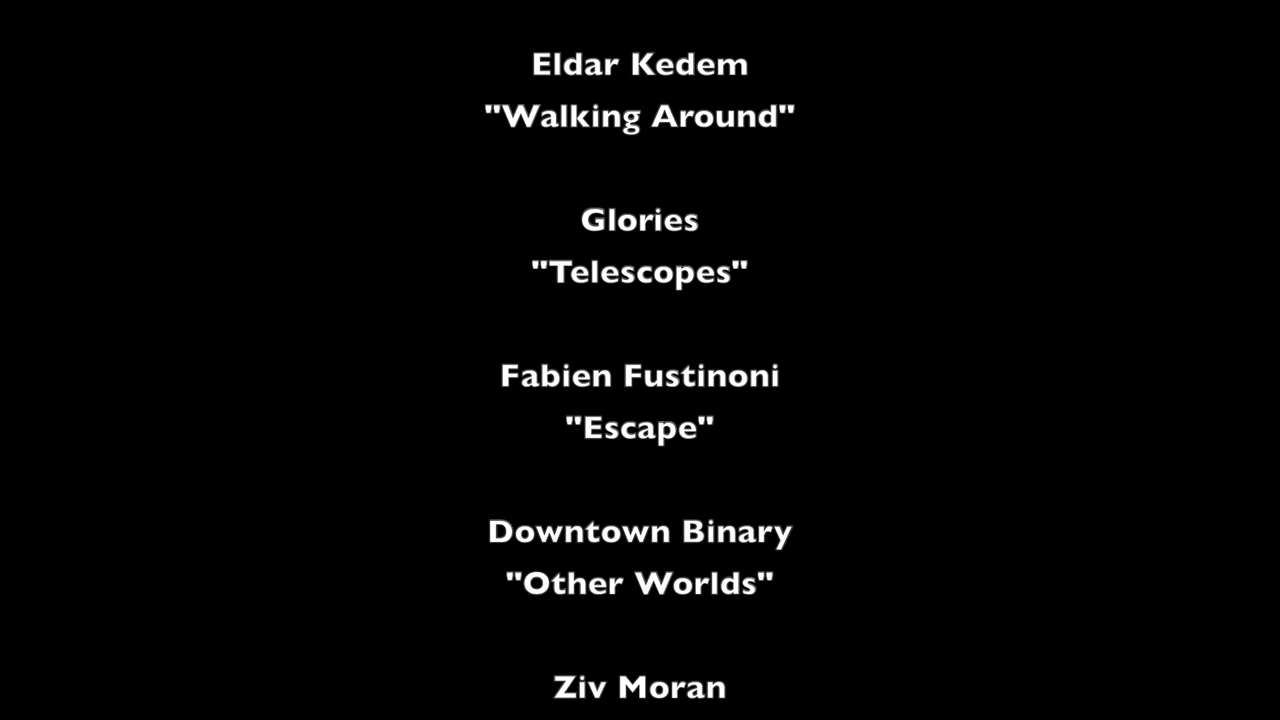 Eldar Kedem
"Walking Around"
Glories
"Telescopes"
Fabien Fustinoni
"Escape"
Downtown Binary
"Other Worlds"
Ziv Moran